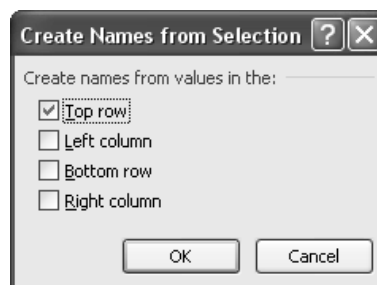 Create Names from Selection
Create names from values in the:
Top row
Left column
Bottom row
Right column
OK Cancel